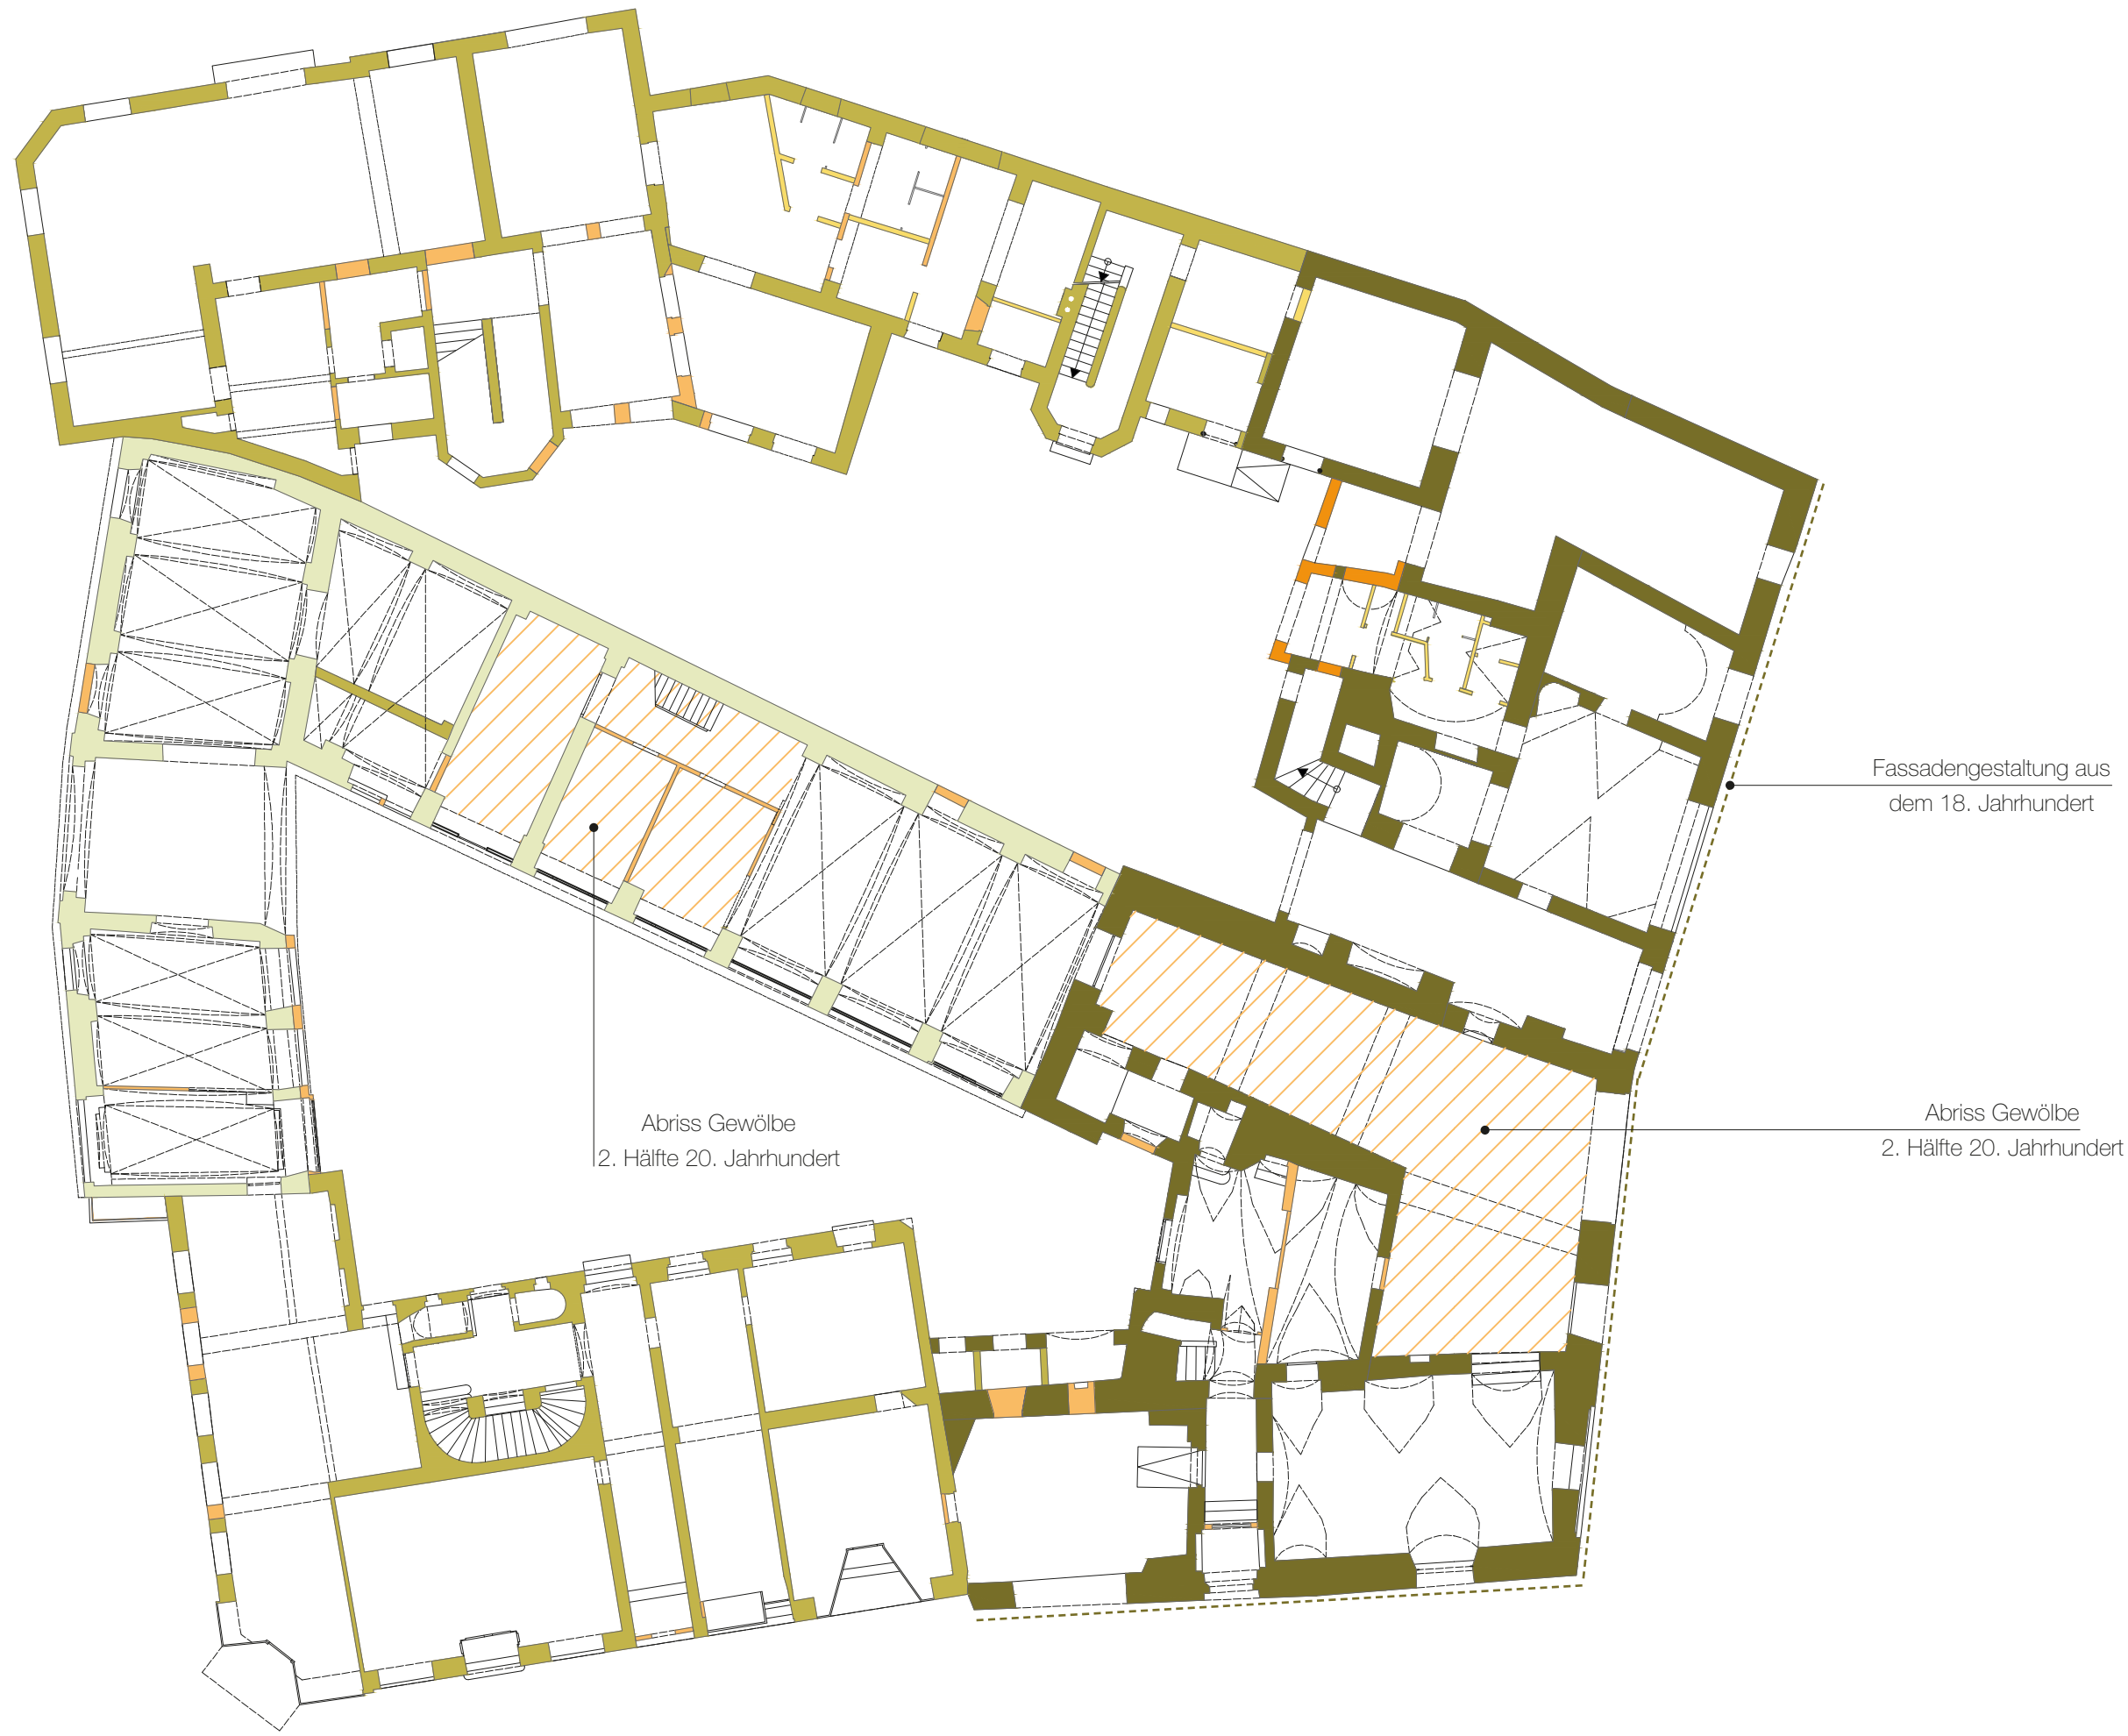 Fassadengestaltung aus
dem 18. Jahrhundert
Abriss Gewölbe
2. Hälfte 20. Jahrhundert
Abriss Gewölbe
2. Hälfte 20. Jahrhundert